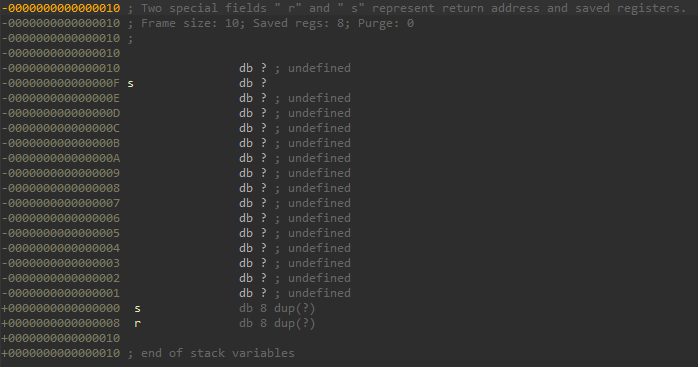 -0000000000000010 ; Two special fields " r" and " s" represent return address and saved registers.
-0000000000000010 ; Frame size: 10; Saved regs: 8; Purge: 0
-0000000000000010 ;
-0000000000000010
-0000000000000010                 db ? ; undefined
-000000000000000F s               db ?
-000000000000000E                 db ? ; undefined
-000000000000000D                 db ? ; undefined
-000000000000000C                 db ? ; undefined
-000000000000000B                 db ? ; undefined
-000000000000000A                 db ? ; undefined
-0000000000000009                 db ? ; undefined
-0000000000000008                 db ? ; undefined
-0000000000000007                 db ? ; undefined
-0000000000000006                 db ? ; undefined
-0000000000000005                 db ? ; undefined
-0000000000000004                 db ? ; undefined
-0000000000000003                 db ? ; undefined
-0000000000000002                 db ? ; undefined
-0000000000000001                 db ? ; undefined
+0000000000000000  s              db 8 dup(?)
+0000000000000008  r              db 8 dup(?)
+0000000000000010
+0000000000000010 ; end of stack variables